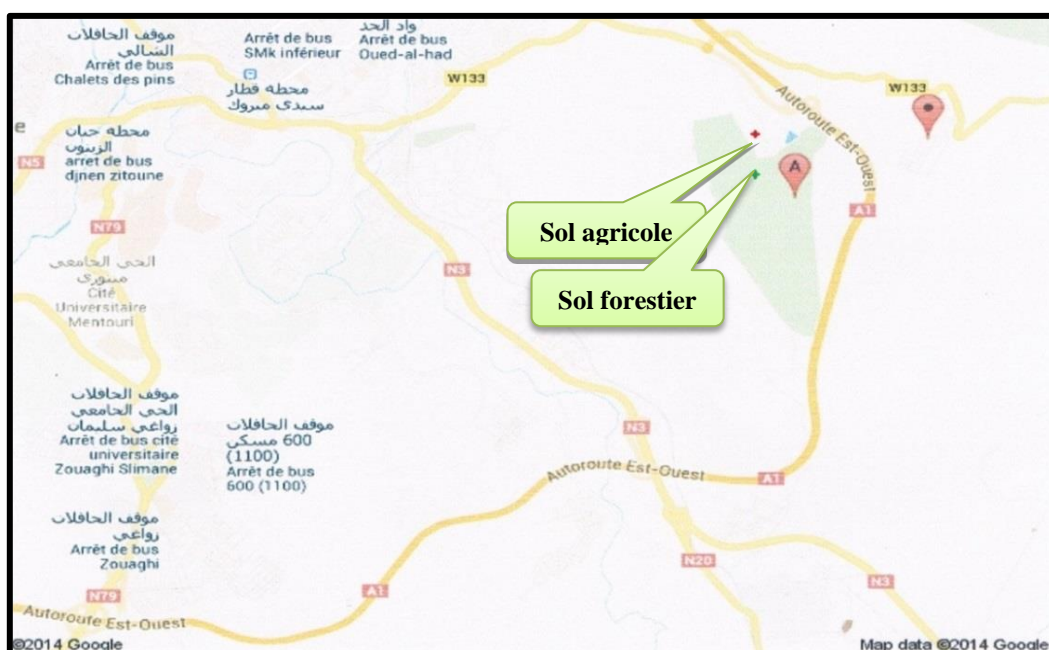 موقف الحافلات
الشالي
Arrêt de bus
Chalets des pins
Arrêt de bus
SMk inférieur
واد الحد
Arrêt de bus
Oued-al-had
محطة قطار
سيدي مبروك
W133
W133
Autoroute Est-Ouest
e
N5
محطه جنان
الزيتون
arret de bus
djnen zitoune
A
Sol agricole
A1
N79
N3
الحي الجامعي
منتوري
Cité
Universitaire
Mentouri
Sol forestier
موقف الحافلات
الحي الجامعي
زواغي سليمان
Arrêt de bus cité
universitaire
Zouaghi Slimane
موقف الحافلات
600 مسكن
(1100)
Arrêt de bus
600 (1100)
N3
Autoroute Est-Ouest
A1
موقف الحافلات
زواغي
Arrêt de bus
Zouaghi
N20
N3
N79
A1
Autoroute Est-Ouest
©2014 Google
Map data ©2014 Google